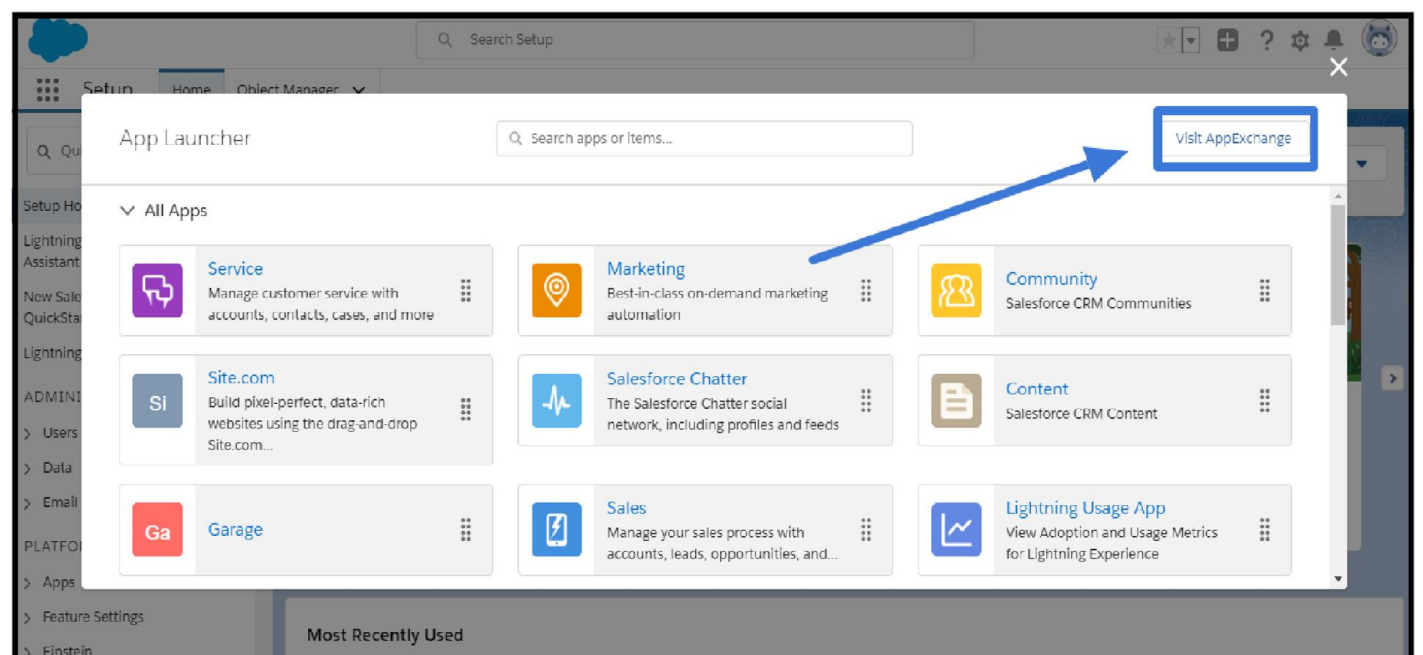 Search Setup
Setup
Home
Object Manager
App Launcher
Search apps or items...
Visit AppExchange
Setup
All Apps
Lightning
Assistant
Service
Manage customer service with
accounts, contacts, cases, and more
Marketing
Best-in-class on-demand marketing
automation
Community
Salesforce CRM Communities
New Sale
Lightning
Si
Site.com
Build pixel-perfect, data-rich
websites using the drag-and-drop
Site.com...
Salesforce Chatter
The Salesforce Chatter social
network, including profiles and feeds
Content
Salesforce CRM Content
ADMINI
Users
Data
Email
Ga
Garage
Sales
Manage your sales process with
accounts, leads, opportunities, and...
Lightning Usage App
View Adoption and Usage Metrics
for Lightning Experience
PLATFO
Apps
Feature Settings
Einstein
Most Recently Used